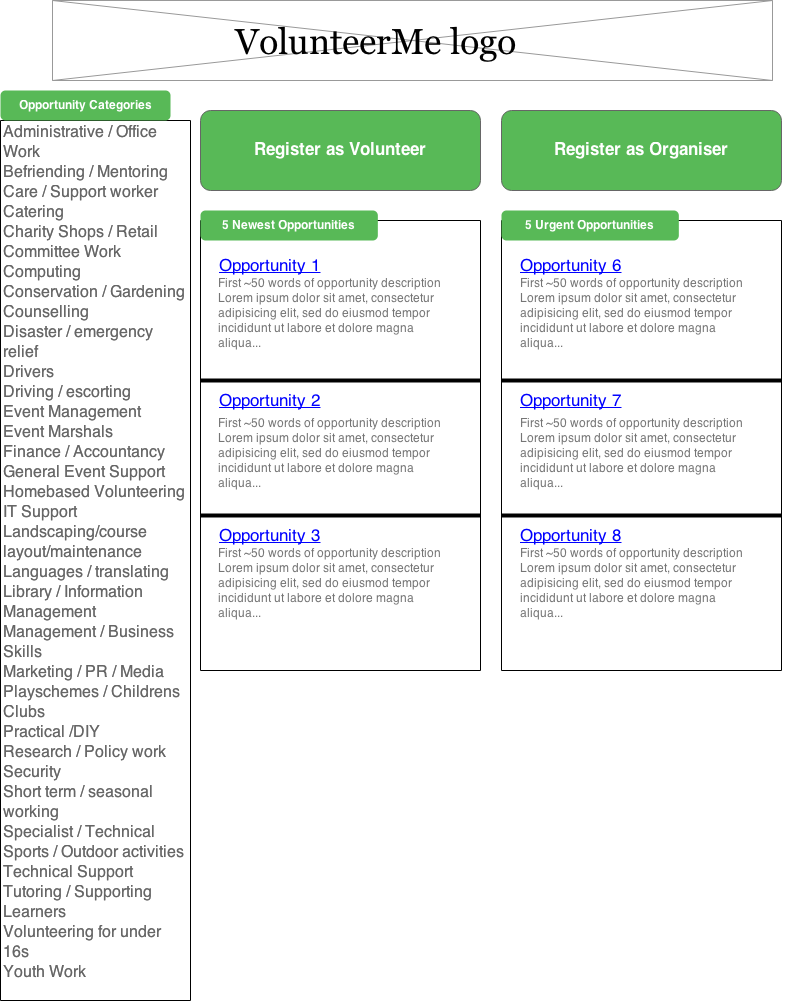 VolunteerMe logo
Opportunity Categories
Administrative / Office
Work
Befriending / Mentoring
Care / Support worker
Catering
Charity Shops / Retail
Committee Work
Computing
Conservation / Gardening
Counselling
Disaster / emergency
relief
Drivers
Driving / escorting
Event Management
Event Marshals
Finance / Accountancy
General Event Support
Homebased Volunteering
IT Support
Landscaping/course
layout/maintenance
Languages / translating
Library / Information
Management
Management / Business
Skills
Marketing / PR / Media
Playschemes / Childrens
Clubs
Practical /DIY
Research / Policy work
Security
Short term / seasonal
working
Specialist / Technical
Sports / Outdoor activities
Technical Support
Tutoring / Supporting
Learners
Volunteering for under
16s
Youth Work
Register as Volunteer
5 Newest Opportunities
Opportunity 1
First ~50 words of opportunity description
Lorem ipsum dolor sit amet, consectetur
adipisicing elit, sed do eiusmod tempor
incididunt ut labore et dolore magna
aliqua...
Opportunity 2
First ~50 words of opportunity description
Lorem ipsum dolor sit amet, consectetur
adipisicing elit, sed do eiusmod tempor
incididunt ut labore et dolore magna
aliqua...
Opportunity 3
First ~50 words of opportunity description
Lorem ipsum dolor sit amet, consectetur
adipisicing elit, sed do eiusmod tempor
incididunt ut labore et dolore magna
aliqua...
Register as Organiser
5 Urgent Opportunities
Opportunity 6
First ~50 words of opportunity description
Lorem ipsum dolor sit amet, consectetur
adipisicing elit, sed do eiusmod tempor
incididunt ut labore et dolore magna
aliqua...
Opportunity 7
First ~50 words of opportunity description
Lorem ipsum dolor sit amet, consectetur
adipisicing elit, sed do eiusmod tempor
incididunt ut labore et dolore magna
aliqua...
Opportunity 8
First ~50 words of opportunity description
Lorem ipsum dolor sit amet, consectetur
adipisicing elit, sed do eiusmod tempor
incididunt ut labore et dolore magna
aliqua...